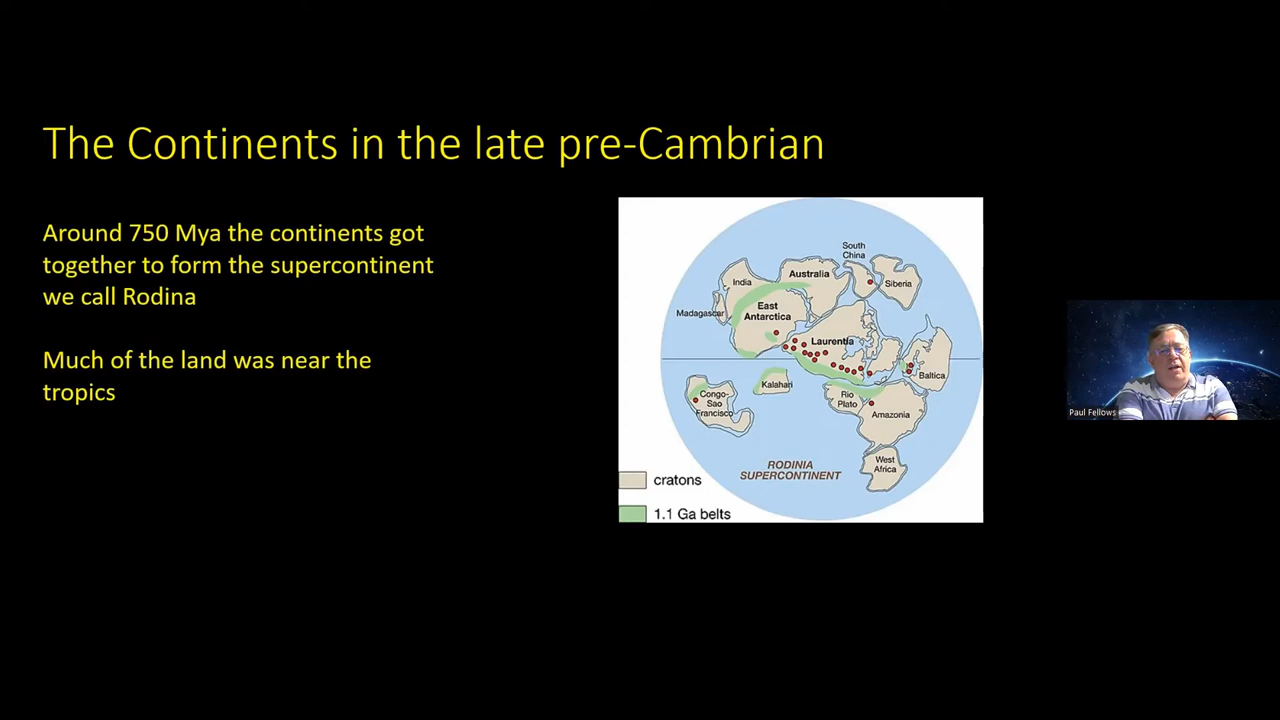 The Continents in the late pre-Cambrian
Around 750 Mya the continents got
together to form the supercontinent
we call Rodina
Much of the land was near the
tropics
South
China
Australia
India
Siberia
East
Antarctica
Madagascar
Laurentia
Baltica
Kalahari
Congo-
Sao
Francisco
Rio
Plato
Amazonia
West
Africa
RODINIA
SUPERCONTINENT
cratons
1.1 Ga belts
Paul Fellows